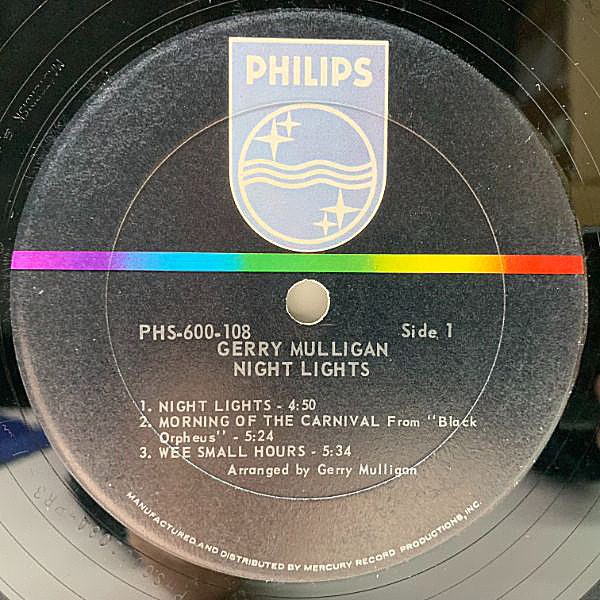 PHILIPS
PHS-600-108 Side 1
GERRY MULLIGAN
NIGHT LIGHTS
1. NIGHT LIGHTS - 4:50
2. MORNING OF THE CARNIVAL From "Black
Orpheus" - 5:24
3. WEE SMALL HOURS - 5:34
Arranged by Gerry Mulligan
MANUFACTURED AND DISTRIBUTED BY MERCURY RECORD PRODUCTIONS, INC.